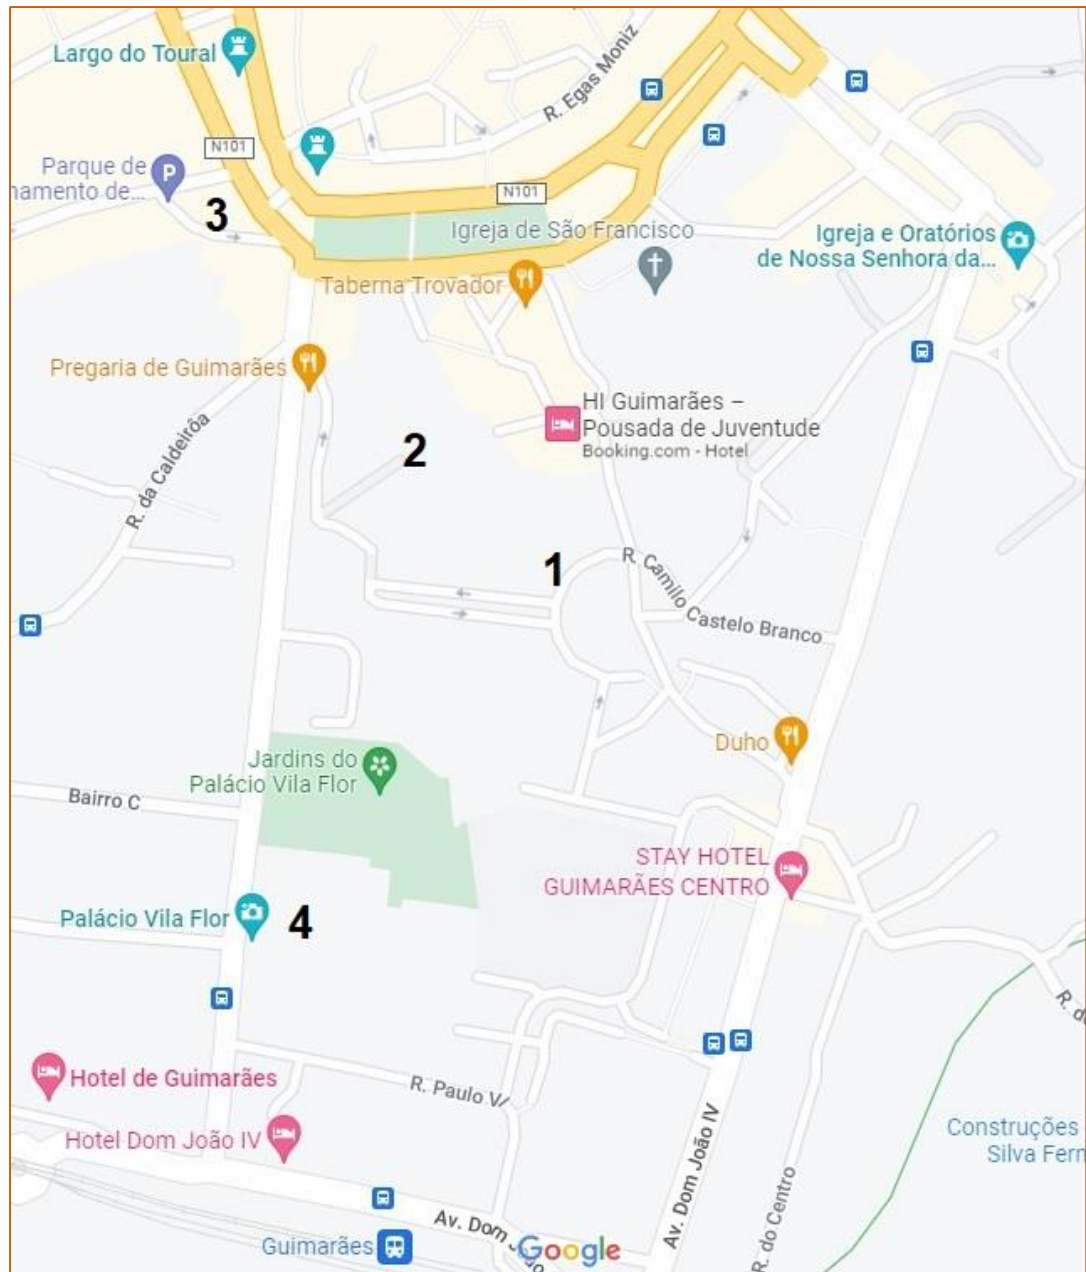 Largo do Toural
R. Egas Moniz
N101
Parque de
namento de...
3
N101
Igreja de São Francisco
Igreja e Oratórios
de Nossa Senhora da...
Taberna Trovador
Pregaria de Guimarães
HI Guimarães –
Pousada de Juventude
Booking.com - Hotel
R. da Caldeirôa
2
1
R. Camilo Castelo Branco
Duho
Jardins do
Palácio Vila Flor
Bairro C
STAY HOTEL
GUIMARÃES CENTRO
Palácio Vila Flor
4
R. d
Hotel de Guimarães
R. Paulo V
Hotel Dom João IV
Construções
Silva Fern
Av. Dom João IV
R. do Centro
Av. Dom Jo
Google
Guimarães